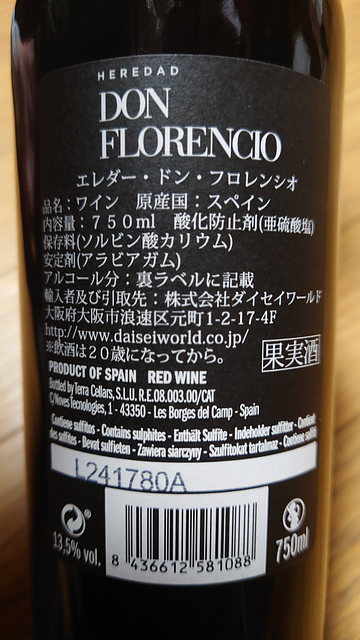 HEREDAD
DON
FLORENCIO
エレダー・ドン・フロレンシオ
品名：ワイン　原産国：スペイン
内容量：７５０ml　酸化防止剤(亜硫酸塩)
保存料(ソルビン酸カリウム)
安定剤(アラビアガム)
アルコール分：裏ラベルに記載
輸入者及び引取先：株式会社ダイセイワールド
大阪府大阪市浪速区元町1-2-17-4F
http://www.daiseiworld.co.jp/
※飲酒は２０歳になってから。
果実酒
PRODUCT OF SPAIN RED WINE
Bottled by Terra Cellars, S.L.U. R.E.08.003.00/CAT
C/Noves Tecnologies, 1 - 43350 - Les Borges del Camp - Spain
Contiene sulfitos - Contains sulphites - Enthält Sulfite - Indeholder sulfitter - Contient
des sulfites - Bevat sulfieten - Zawiera siarczyny - Szulfitokat tartalmaz - Contiene
L241780A
13,5% vol.
750ml
8 436612 581088